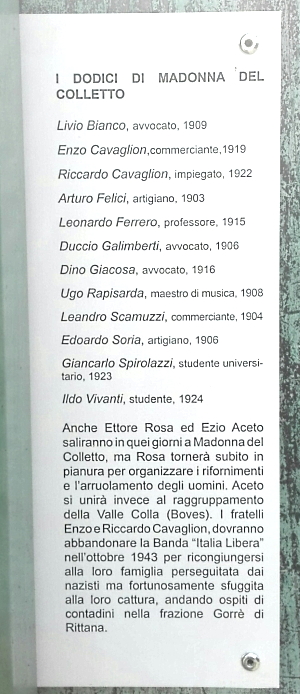 I DODICI DI MADONNA DEL
COLLETTO
Livio Bianco, avvocato, 1909
Enzo Cavaglion,commerciante,1919
Riccardo Cavaglion, impiegato, 1922
Arturo Felici, artigiano, 1903
Leonardo Ferrero, professore, 1915
Duccio Galimberti, avvocato, 1906
Dino Giacosa, avvocato, 1916
Ugo Rapisarda, maestro di musica, 1908
Leandro Scamuzzi, commerciante, 1904
Edoardo Soria, artigiano, 1906
Giancarlo Spirolazzi, studente universi-
tario, 1923
Ildo Vivanti, studente, 1924
Anche Ettore Rosa ed Ezio Aceto
saliranno in quei giorni a Madonna del
Colletto, ma Rosa tornerà subito in
pianura per organizzare i rifornimenti
e l'arruolamento degli uomini. Aceto
si unirà invece al raggruppamento
della Valle Colla (Boves). I fratelli
Enzo e Riccardo Cavaglion, dovranno
abbandonare la Banda “Italia Libera”
nell'ottobre 1943 per ricongiungersi
alla loro famiglia perseguitata dai
nazisti ma fortunosamente sfuggita
alla loro cattura, andando ospiti di
contadini nella frazione Gorrè di
Rittana.